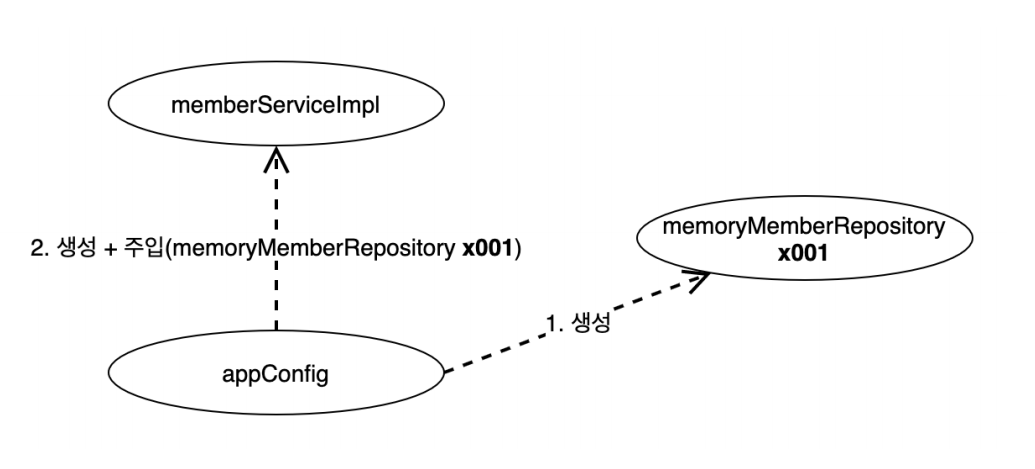 memberServiceImpl
2. 생성 + 주입(memoryMemberRepository x001)
memoryMemberRepository
x001
1. 생성
appConfig